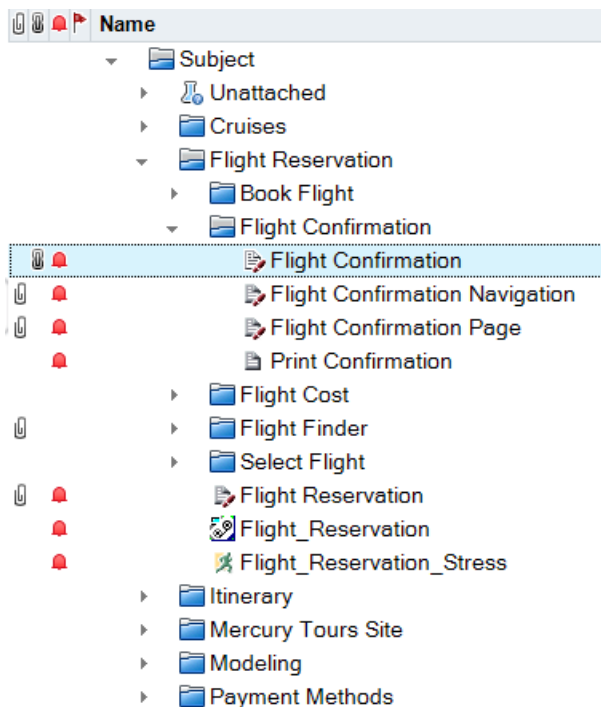 Name
Subject
Unattached
Cruises
Flight Reservation
Book Flight
Flight Confirmation
Flight Confirmation
Flight Confirmation Navigation
Flight Confirmation Page
Print Confirmation
Flight Cost
Flight Finder
Select Flight
Flight Reservation
Flight_Reservation
Flight_Reservation_Stress
Itinerary
Mercury Tours Site
Modeling
Payment Methods